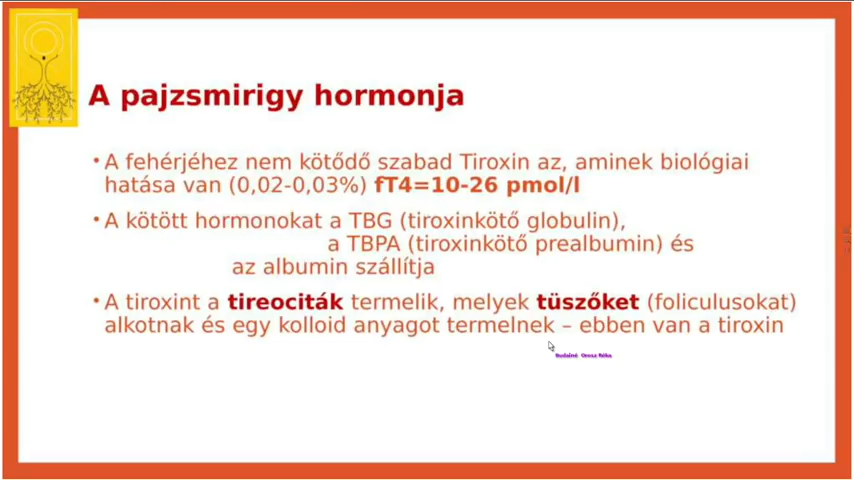 A pajzsmirigy hormonja
• A fehérjéhez nem kötődő szabad Tiroxin az, aminek biológiai
hatása van (0,02-0,03%) fT4=10-26 pmol/l
• A kötött hormonokat a TBG (tiroxinkötő globulin),
a TBPA (tiroxinkötő prealbumin) és
az albumin szállítja
• A tiroxint a tireociták termelik, melyek tüszőket (foliculusokat)
alkotnak és egy kolloid anyagot termelnek – ebben van a tiroxin
Budainé Orosz Réka